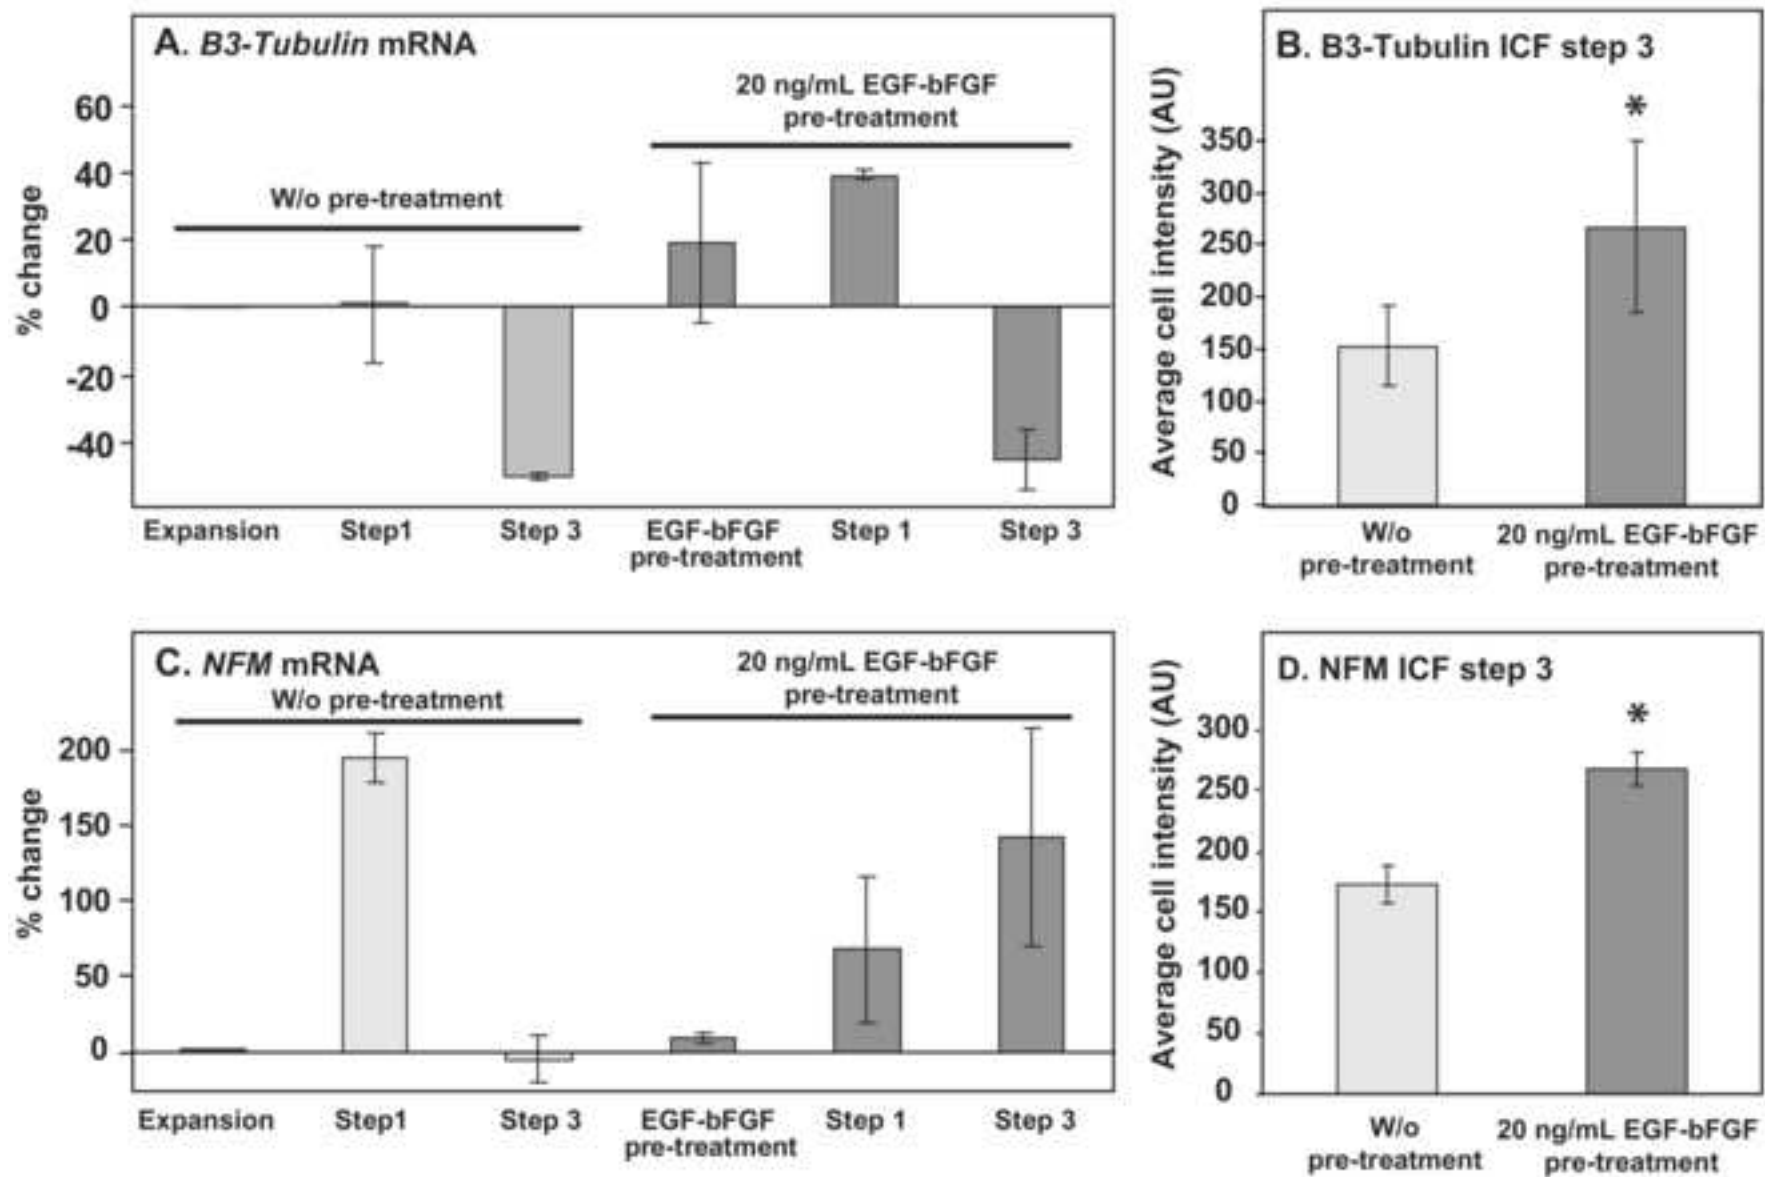 A. B3-Tubulin mRNA
20 ng/mL EGF-bFGF
pre-treatment
W/o pre-treatment
% change
60
40
20
0
-20
-40
Expansion
Step1
Step 3
EGF-bFGF
pre-treatment
Step 1
Step 3
B. B3-Tubulin ICF step 3
*
Average cell intensity (AU)
350
300
250
200
150
100
50
0
W/o
pre-treatment
20 ng/mL EGF-bFGF
pre-treatment
C. NFM mRNA
W/o pre-treatment
20 ng/mL EGF-bFGF
pre-treatment
% change
200
150
100
50
0
Expansion
Step1
Step 3
EGF-bFGF
pre-treatment
Step 1
Step 3
D. NFM ICF step 3
*
Average cell intensity (AU)
300
250
200
150
100
50
0
W/o
pre-treatment
20 ng/mL EGF-bFGF
pre-treatment